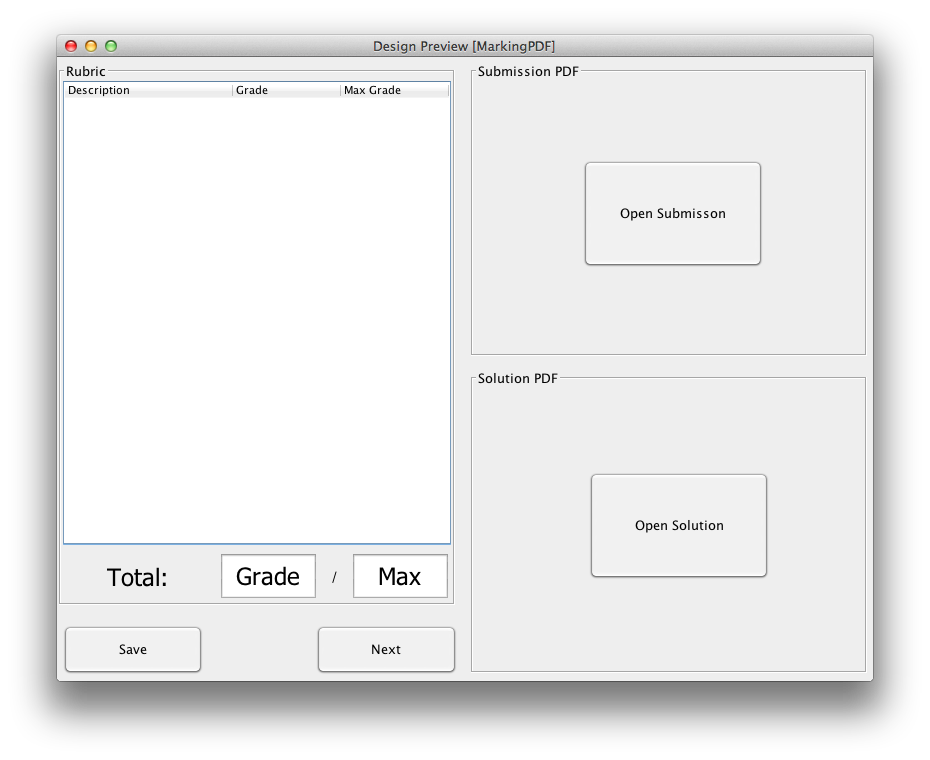 Design Preview [MarkingPDF]
Rubric
Description Grade Max Grade
Total: Grade / Max
Save Next
Submission PDF
Open Submisson
Solution PDF
Open Solution